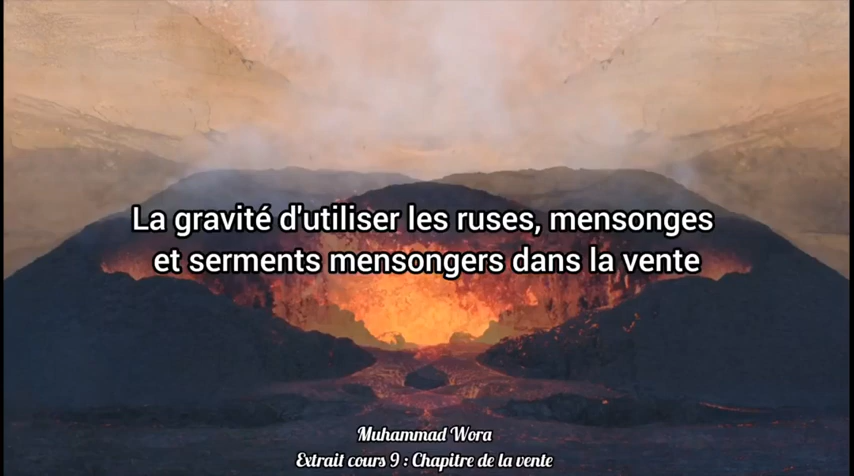 La gravité d'utiliser les ruses, mensonges
et serments mensongers dans la vente
Muhammad Wora
Extrait cours 9 : Chapitre de la vente